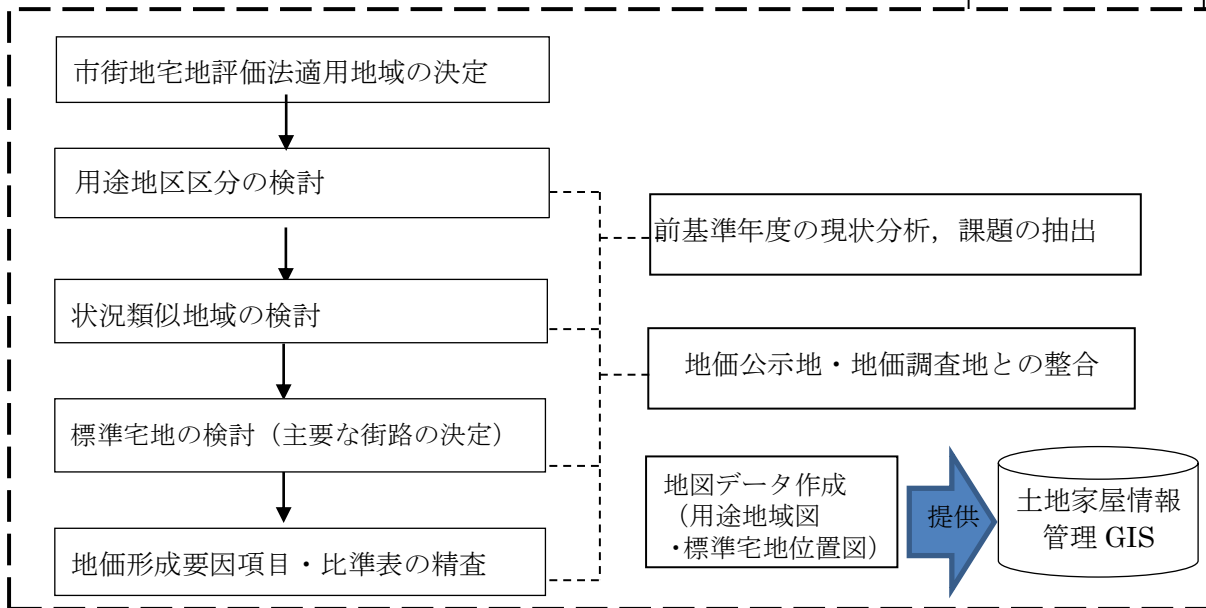 市街地宅地評価法適用地域の決定
用途地区区分の検討
状況類似地域の検討
標準宅地の検討（主要な街路の決定）
地価形成要因項目・比準表の精査
前基準年度の現状分析，課題の抽出
地価公示地・地価調査地との整合
地図データ作成
（用途地域図
・標準宅地位置図）
提供
土地家屋情報
管理 GIS